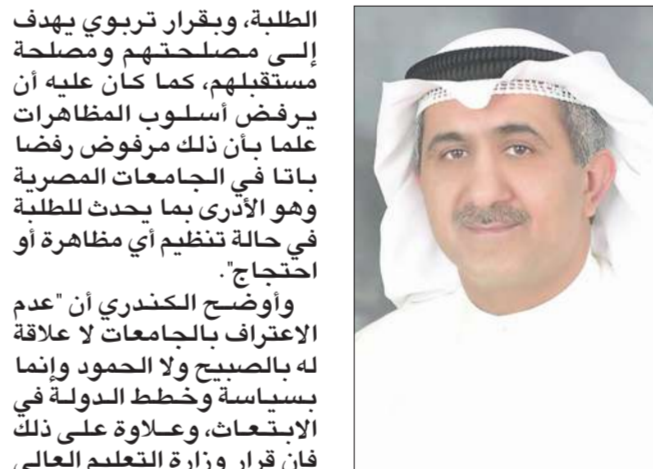 الطلبة، وبقرار تربوي يهدف
إلى مصلحتهم ومصلحة
مستقبلهم، كما كان عليه أن
يرفض أسلوب المظاهرات
علما بأن ذلك مرفوض رفضا
باتا في الجامعات المصرية
وهو الأدرى بما يحدث للطلبة
في حالة تنظيم أي مظاهرة أو
احتجاج".
وأوضح الكندري أن "عدم
الاعتراف بالجامعات لا علاقة
له بالصبيح ولا الحمود وإنما
بسياسة وخطط الدولة في
الابتعاث، وعلاوة على ذلك
فإن قرار وزارة التعليم العالي